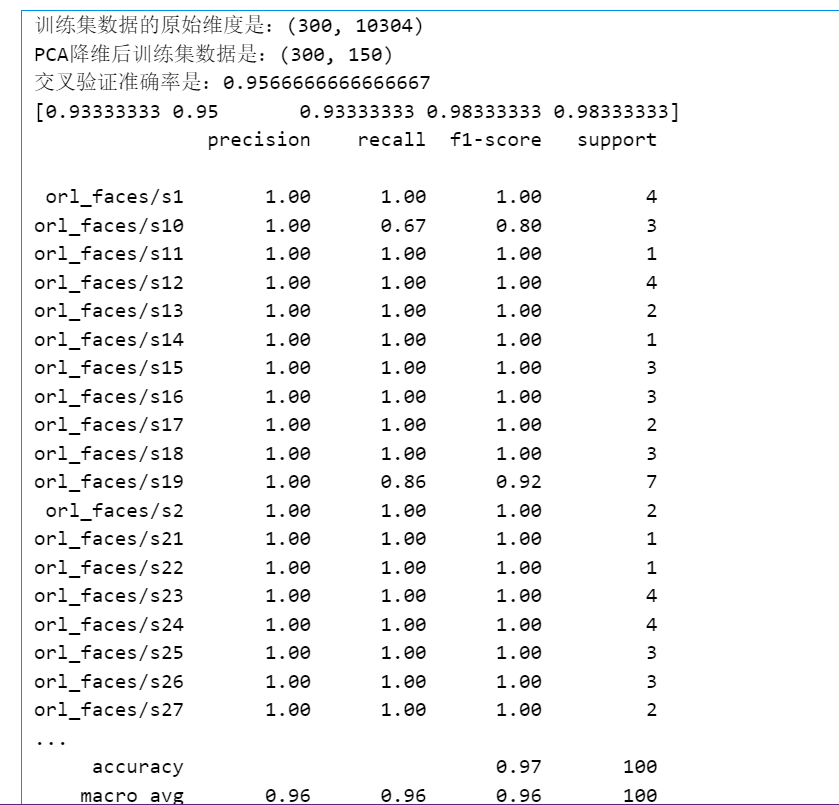 训练集数据的原始维度是: (300, 10304)
PCA降维后训练集数据是: (300, 150)
交叉验证准确率是: 0.9566666666666667
[0.93333333 0.95       0.93333333 0.98333333 0.98333333]
               precision    recall  f1-score   support
 orl_faces/s1       1.00      1.00      1.00         4
orl_faces/s10       1.00      0.67      0.80         3
orl_faces/s11       1.00      1.00      1.00         1
orl_faces/s12       1.00      1.00      1.00         4
orl_faces/s13       1.00      1.00      1.00         2
orl_faces/s14       1.00      1.00      1.00         1
orl_faces/s15       1.00      1.00      1.00         3
orl_faces/s16       1.00      1.00      1.00         3
orl_faces/s17       1.00      1.00      1.00         2
orl_faces/s18       1.00      1.00      1.00         3
orl_faces/s19       1.00      0.86      0.92         7
 orl_faces/s2       1.00      1.00      1.00         2
orl_faces/s21       1.00      1.00      1.00         1
orl_faces/s22       1.00      1.00      1.00         1
orl_faces/s23       1.00      1.00      1.00         4
orl_faces/s24       1.00      1.00      1.00         4
orl_faces/s25       1.00      1.00      1.00         3
orl_faces/s26       1.00      1.00      1.00         3
orl_faces/s27       1.00      1.00      1.00         2
...
     accuracy                           0.97       100
    macro avg       0.96      0.96      0.96       100